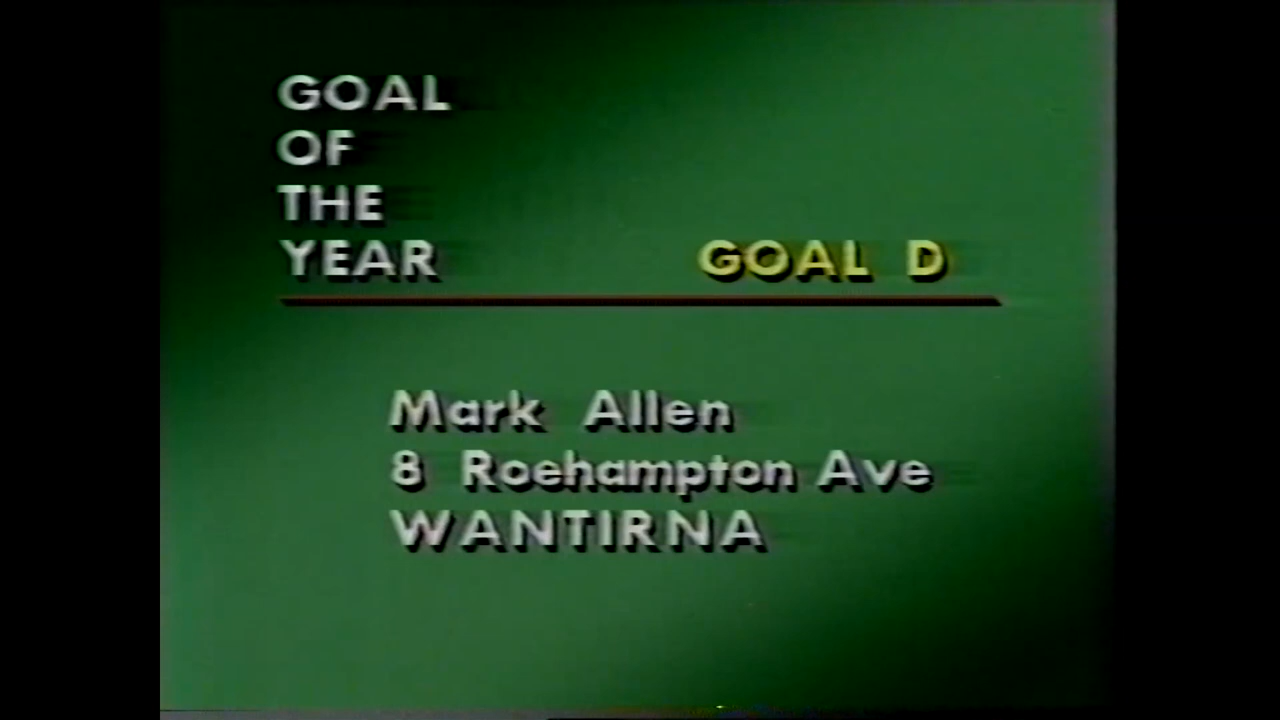 GOAL
OF
THE
YEAR GOAL D
Mark Allen
8 Roehampton Ave
WANTIRNA